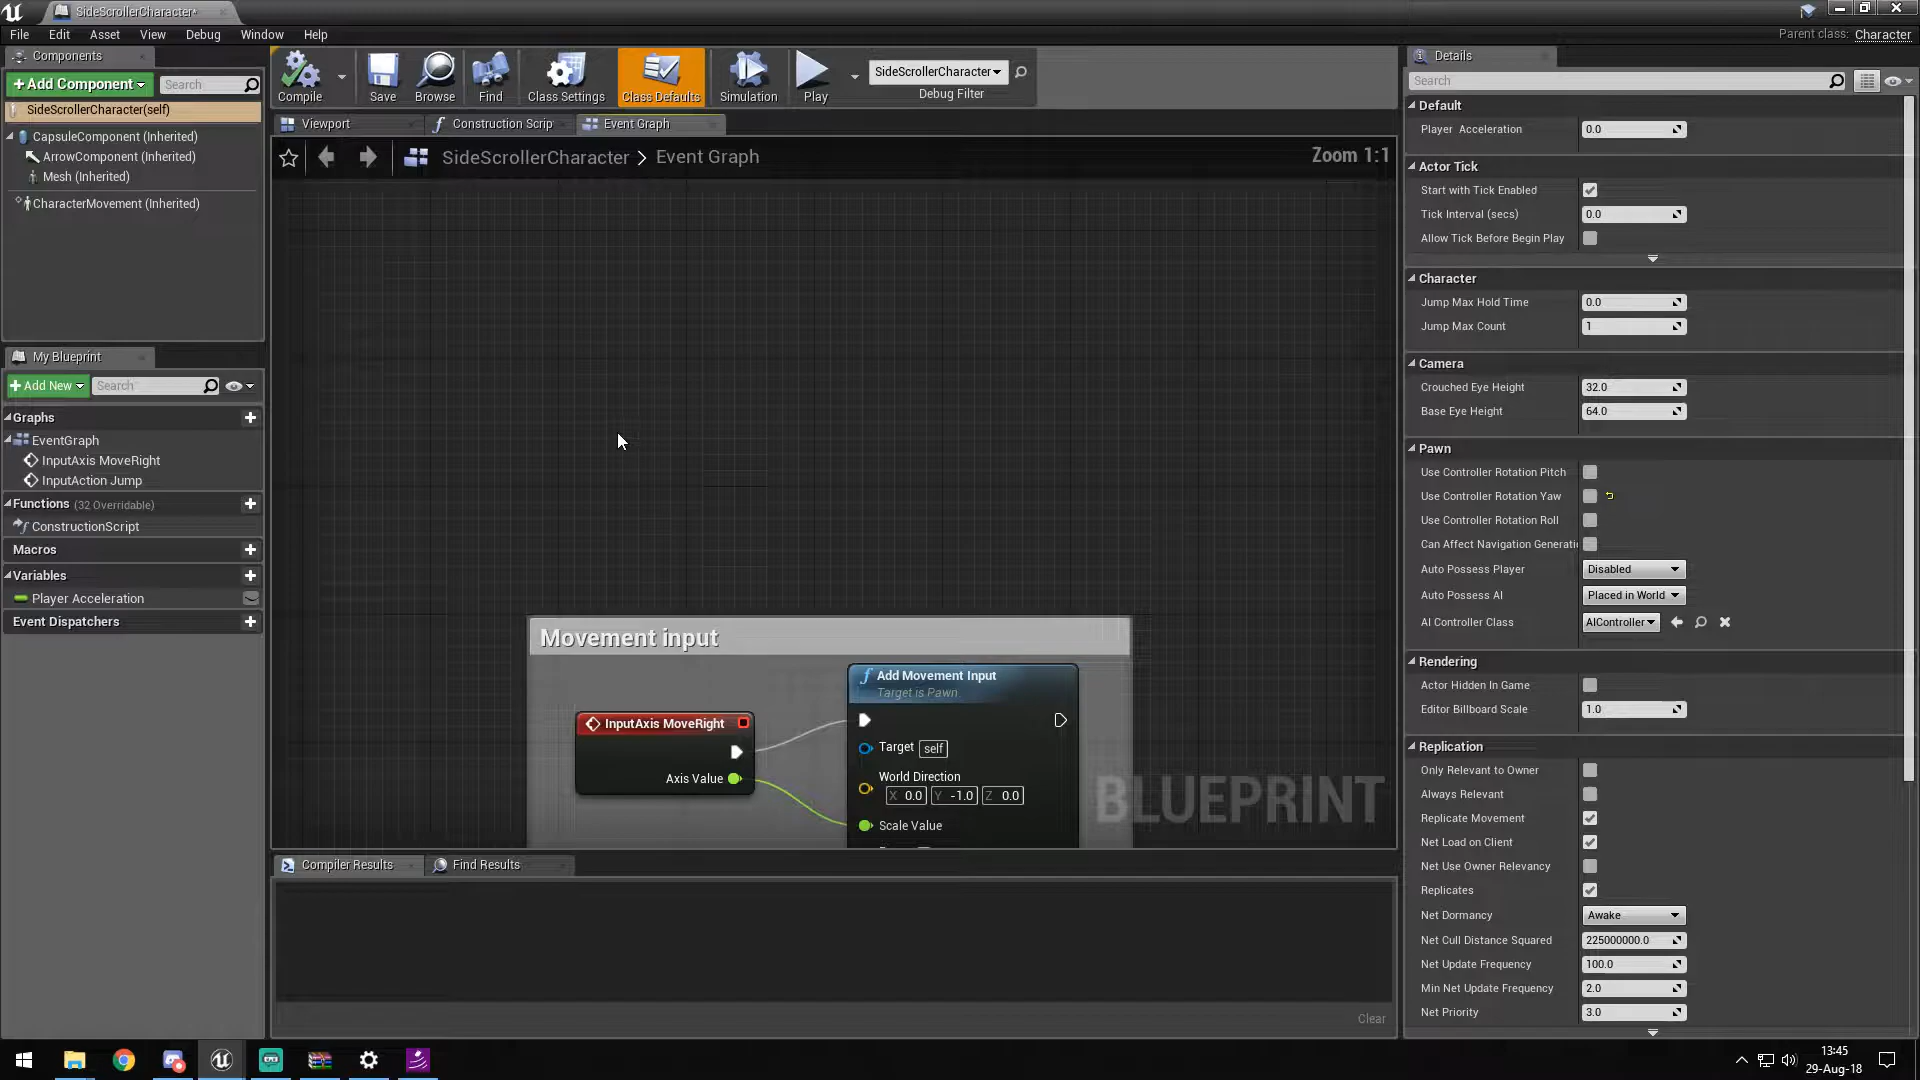 SideScrollerCharacter*
File Edit Asset View Debug Window Help
Parent class: Character
Components
+Add Component
Search
SideScrollerCharacter(self)
CapsuleComponent (Inherited)
ArrowComponent (Inherited)
Mesh (Inherited)
CharacterMovement (Inherited)
My Blueprint
+Add New
Search
Graphs
EventGraph
InputAxis MoveRight
InputAction Jump
Functions (32 Overridable)
ConstructionScript
Macros
Variables
Player Acceleration
Event Dispatchers
Compile
Save
Browse
Find
Class Settings
Class Defaults
Simulation
Play
SideScrollerCharacter
Debug Filter
Viewport
Construction Scrip
Event Graph
SideScrollerCharacter > Event Graph
Zoom 1:1
Movement input
InputAxis MoveRight
Axis Value
Add Movement Input
Target is Pawn
Target self
World Direction
X 0.0 Y -1.0 Z 0.0
Scale Value
BLUEPRINT
Compiler Results
Find Results
Clear
Details
Search
Default
Player Acceleration 0.0
Actor Tick
Start with Tick Enabled
Tick Interval (secs) 0.0
Allow Tick Before Begin Play
Character
Jump Max Hold Time 0.0
Jump Max Count 1
Camera
Crouched Eye Height 32.0
Base Eye Height 64.0
Pawn
Use Controller Rotation Pitch
Use Controller Rotation Yaw
Use Controller Rotation Roll
Can Affect Navigation Generati
Auto Possess Player Disabled
Auto Possess AI Placed in World
AI Controller Class AIController
Rendering
Actor Hidden In Game
Editor Billboard Scale 1.0
Replication
Only Relevant to Owner
Always Relevant
Replicate Movement
Net Load on Client
Net Use Owner Relevancy
Replicates
Net Dormancy Awake
Net Cull Distance Squared 225000000.0
Net Update Frequency 100.0
Min Net Update Frequency 2.0
Net Priority 3.0
13:45
29-Aug-18